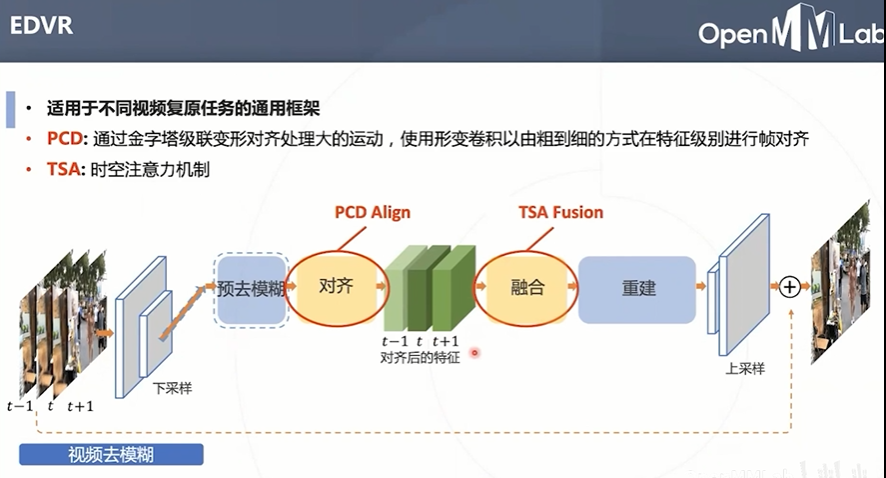 EDVR
OpenMMLab
• 适用于不同视频复原任务的通用框架
• PCD: 通过金字塔级联变形对齐处理大的运动，使用形变卷积以由粗到细的方式在特征级别进行帧对齐
• TSA: 时空注意力机制
PCD Align
TSA Fusion
预去模糊
对齐
融合
重建
t−1 t t+1
对齐后的特征
上采样
下采样
t−1 t t+1
视频去模糊